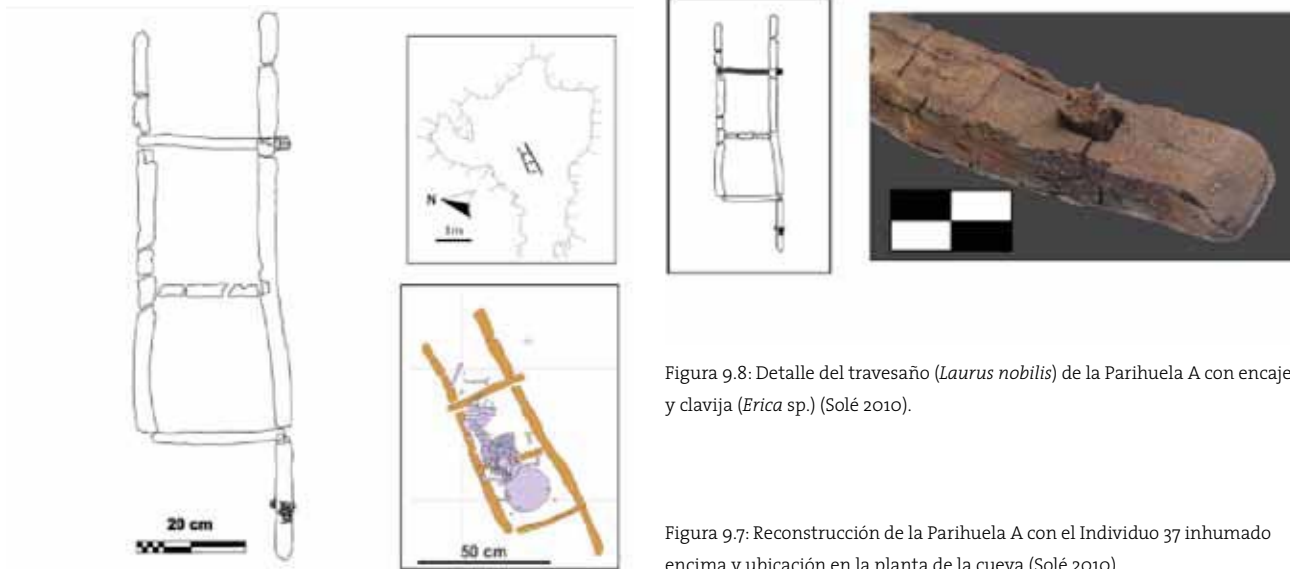 20 cm
N
50 cm
Figura 9.8: Detalle del travesaño (Laurus nobilis) de la Parihuela A con encaje
y clavija (Erica sp.) (Solé 2010).
Figura 9.7: Reconstrucción de la Parihuela A con el Individuo 37 inhumado
encima y ubicación en la planta de la cueva (Solé 2010)